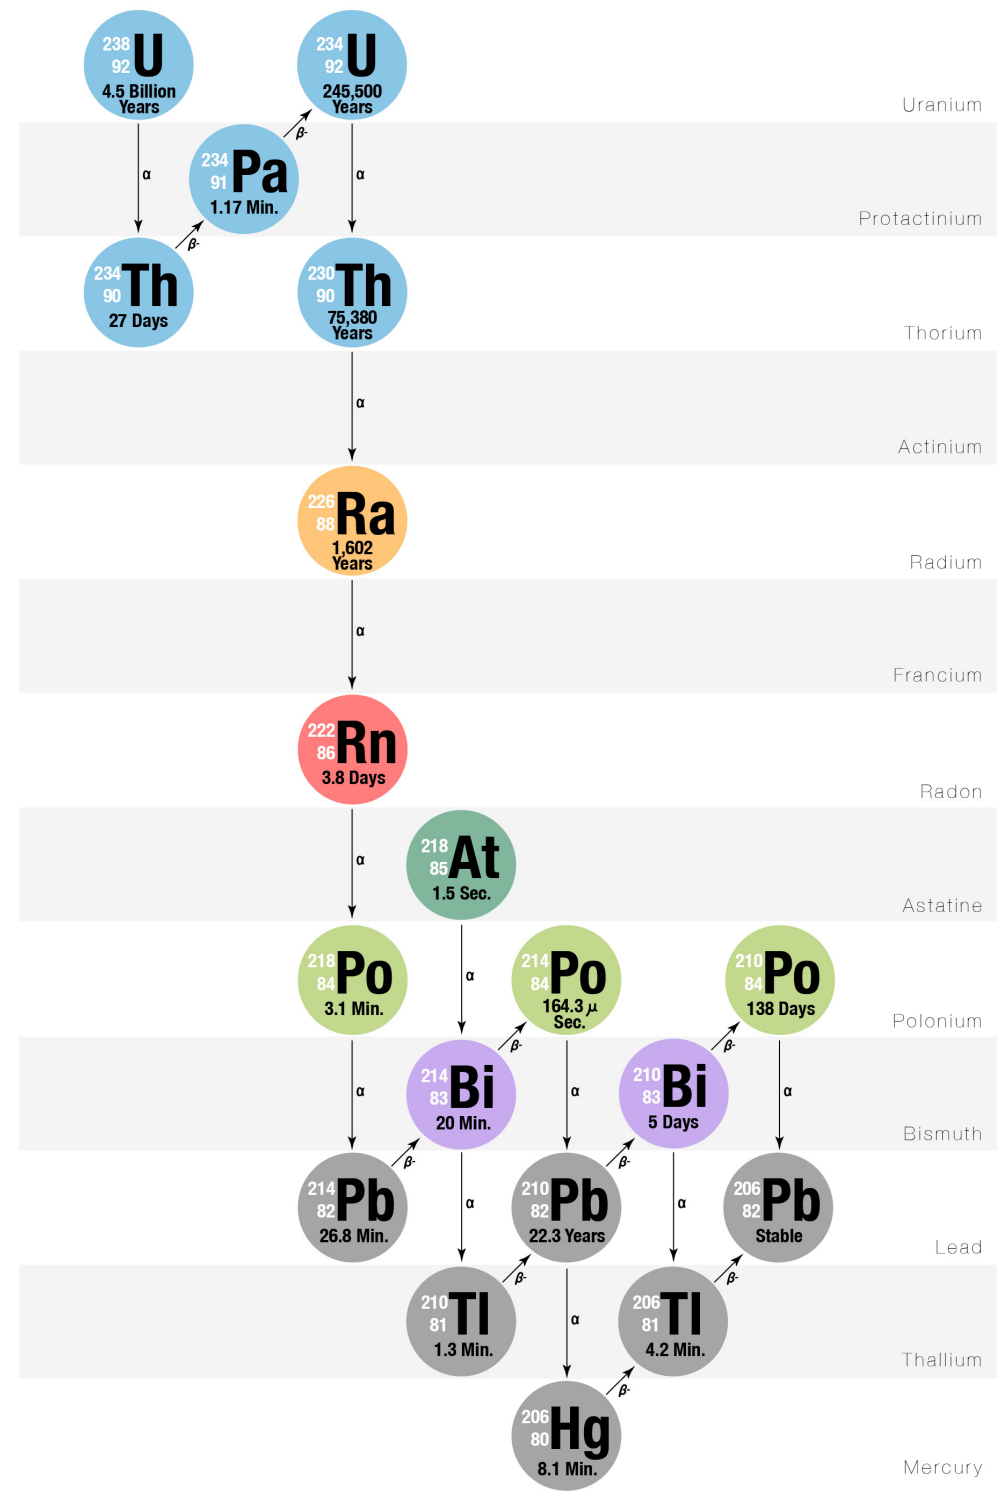 238
92
U
4.5 Billion
Years
234
92
U
245,500
Years
Uranium
β-
α
α
234
91
Pa
1.17 Min.
Protactinium
β-
234
90
Th
27 Days
230
90
Th
75,380
Years
Thorium
α
Actinium
226
88
Ra
1,602
Years
Radium
α
Francium
222
86
Rn
3.8 Days
Radon
α
218
85
At
1.5 Sec.
Astatine
218
84
Po
3.1 Min.
α
214
84
Po
164.3 μ
Sec.
210
84
Po
138 Days
Polonium
β-
β-
α
214
83
Bi
20 Min.
α
210
83
Bi
5 Days
α
Bismuth
β-
β-
214
82
Pb
26.8 Min.
α
210
82
Pb
22.3 Years
α
206
82
Pb
Stable
Lead
β-
β-
210
81
Tl
1.3 Min.
α
206
81
Tl
4.2 Min.
Thallium
β-
206
80
Hg
8.1 Min.
Mercury